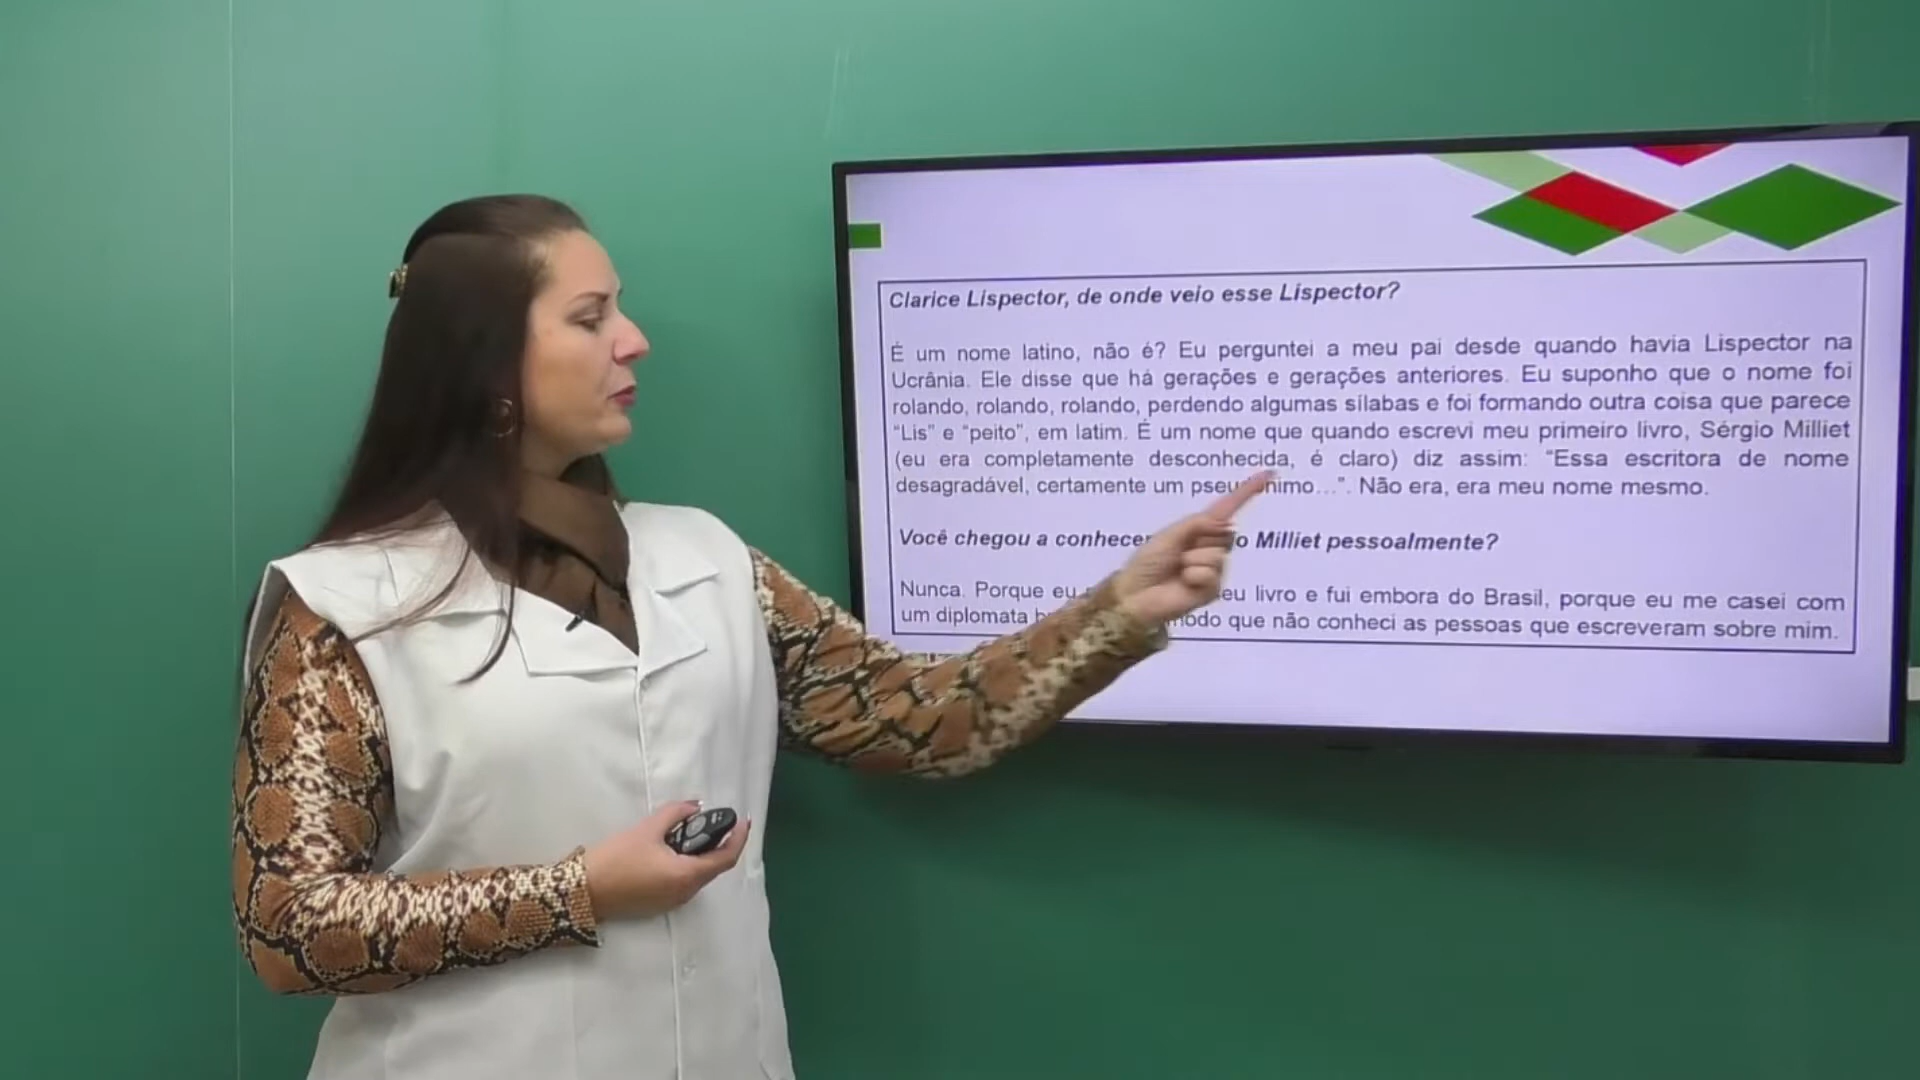 Clarice Lispector, de onde veio esse Lispector?
É um nome latino, não é? Eu perguntei a meu pai desde quando havia Lispector na
Ucrânia. Ele disse que há gerações e gerações anteriores. Eu suponho que o nome foi
rolando, rolando, rolando, perdendo algumas sílabas e foi formando outra coisa que parece
“Lis” e “peito”, em latim. É um nome que quando escrevi meu primeiro livro, Sérgio Milliet
(eu era completamente desconhecida, é claro) diz assim: “Essa escritora de nome
desagradável, certamente um pseudônimo...”. Não era, era meu nome mesmo.
Você chegou a conhecer Milliet pessoalmente?
Nunca. Porque eu livro e fui embora do Brasil, porque eu me casei com
um diplomata que não conheci as pessoas que escreveram sobre mim.